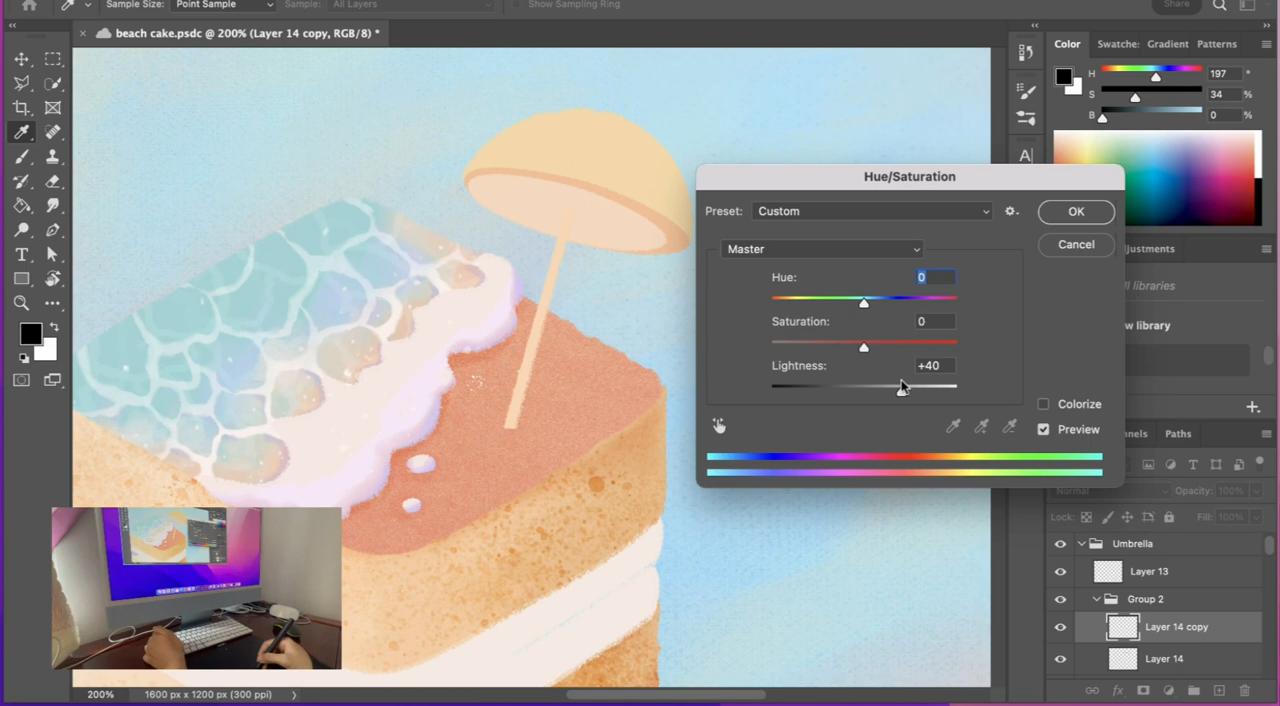 Sample Size: Point Sample Sample: All Layers Show Sampling Ring Share
× beach cake.psdc @ 200% (Layer 14 copy, RGB/8) *
Color Swatche: Gradient Patterns
H 197 °
S 34 %
B 0 %
A|
Hue/Saturation
Preset: Custom
OK
Cancel
Master
Hue: 0
Saturation: 0
Lightness: +40
Colorize
Preview
djustments
ll libraries
w library
nnels Paths
T
Normal Opacity: 100%
Lock: Fill: 100%
Umbrella
Layer 13
Group 2
Layer 14 copy
Layer 14
fx
200% 1600 px x 1200 px (300 ppi)